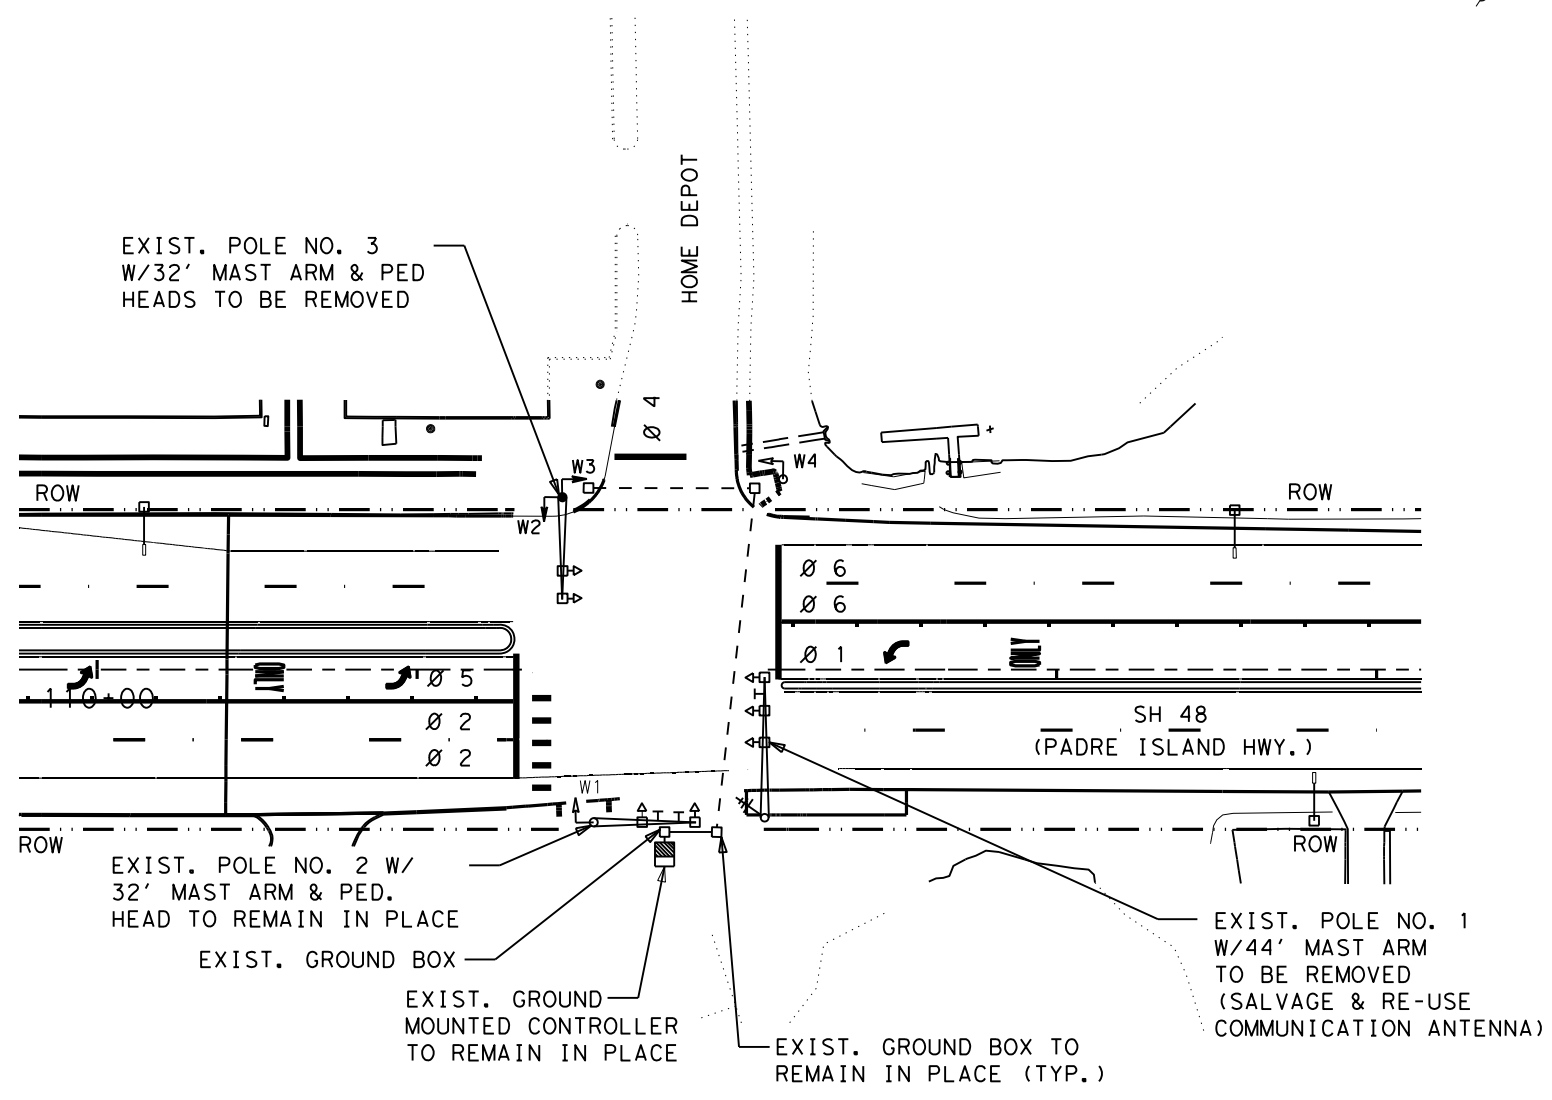 HOME DEPOT
EXIST. POLE NO. 3
W/32' MAST ARM & PED
HEADS TO BE REMOVED
Ø 4
W3
W4
ROW
ROW
W2
Ø 6
Ø 6
Ø 1
ONLY
ONLY
Ø 5
110+00
Ø 2
Ø 2
SH 48
(PADRE ISLAND HWY.)
W1
ROW
ROW
EXIST. POLE NO. 2 W/
32' MAST ARM & PED.
HEAD TO REMAIN IN PLACE
EXIST. GROUND BOX
EXIST. GROUND
MOUNTED CONTROLLER
TO REMAIN IN PLACE
EXIST. GROUND BOX TO
REMAIN IN PLACE (TYP.)
EXIST. POLE NO. 1
W/44' MAST ARM
TO BE REMOVED
(SALVAGE & RE-USE
COMMUNICATION ANTENNA)